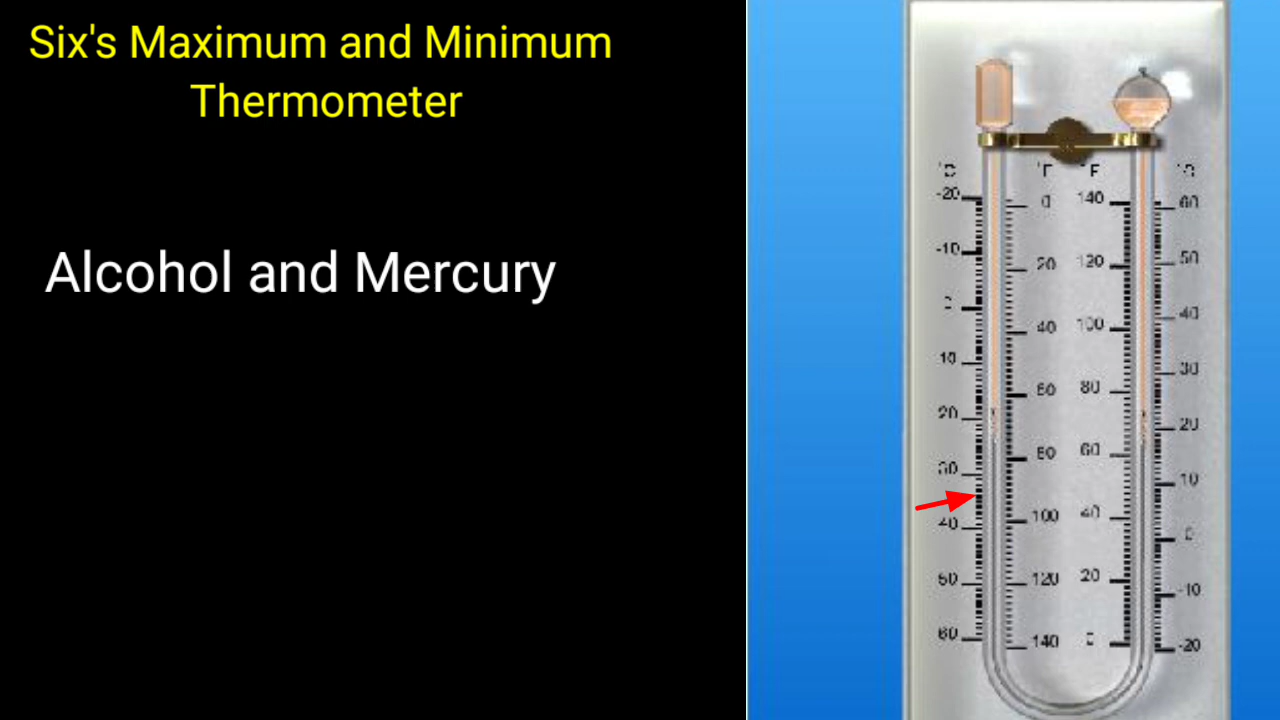 Six's Maximum and Minimum
Thermometer
Alcohol and Mercury
°F
-20 0 140 60
-10 20 120 50
40 100 40
10 60 80 30
20 80 60 20
30 100 40 10
40 120 20 0
50 140 -10
60 -20